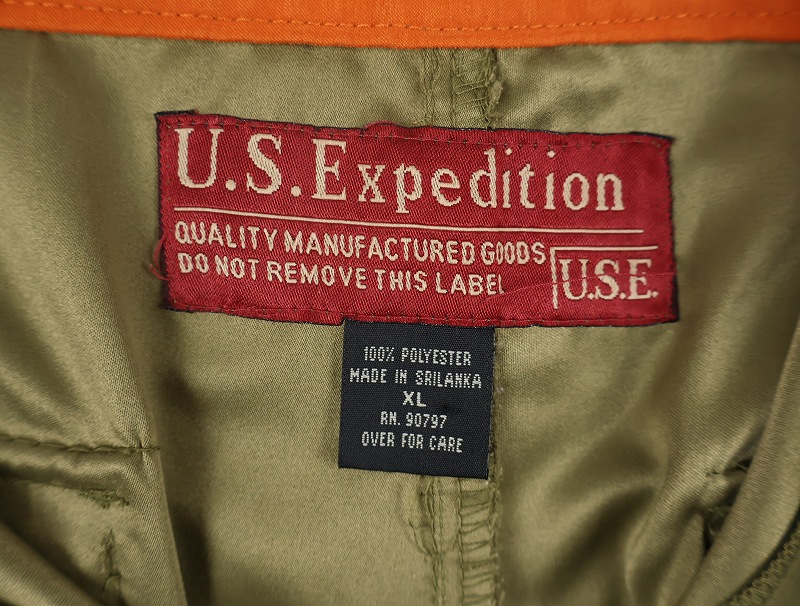 U.S.Expedition
QUALITY MANUFACTURED GOODS
DO NOT REMOVE THIS LABEL
U.S.E.
100% POLYESTER
MADE IN SRILANKA
XL
RN. 90797
OVER FOR CARE